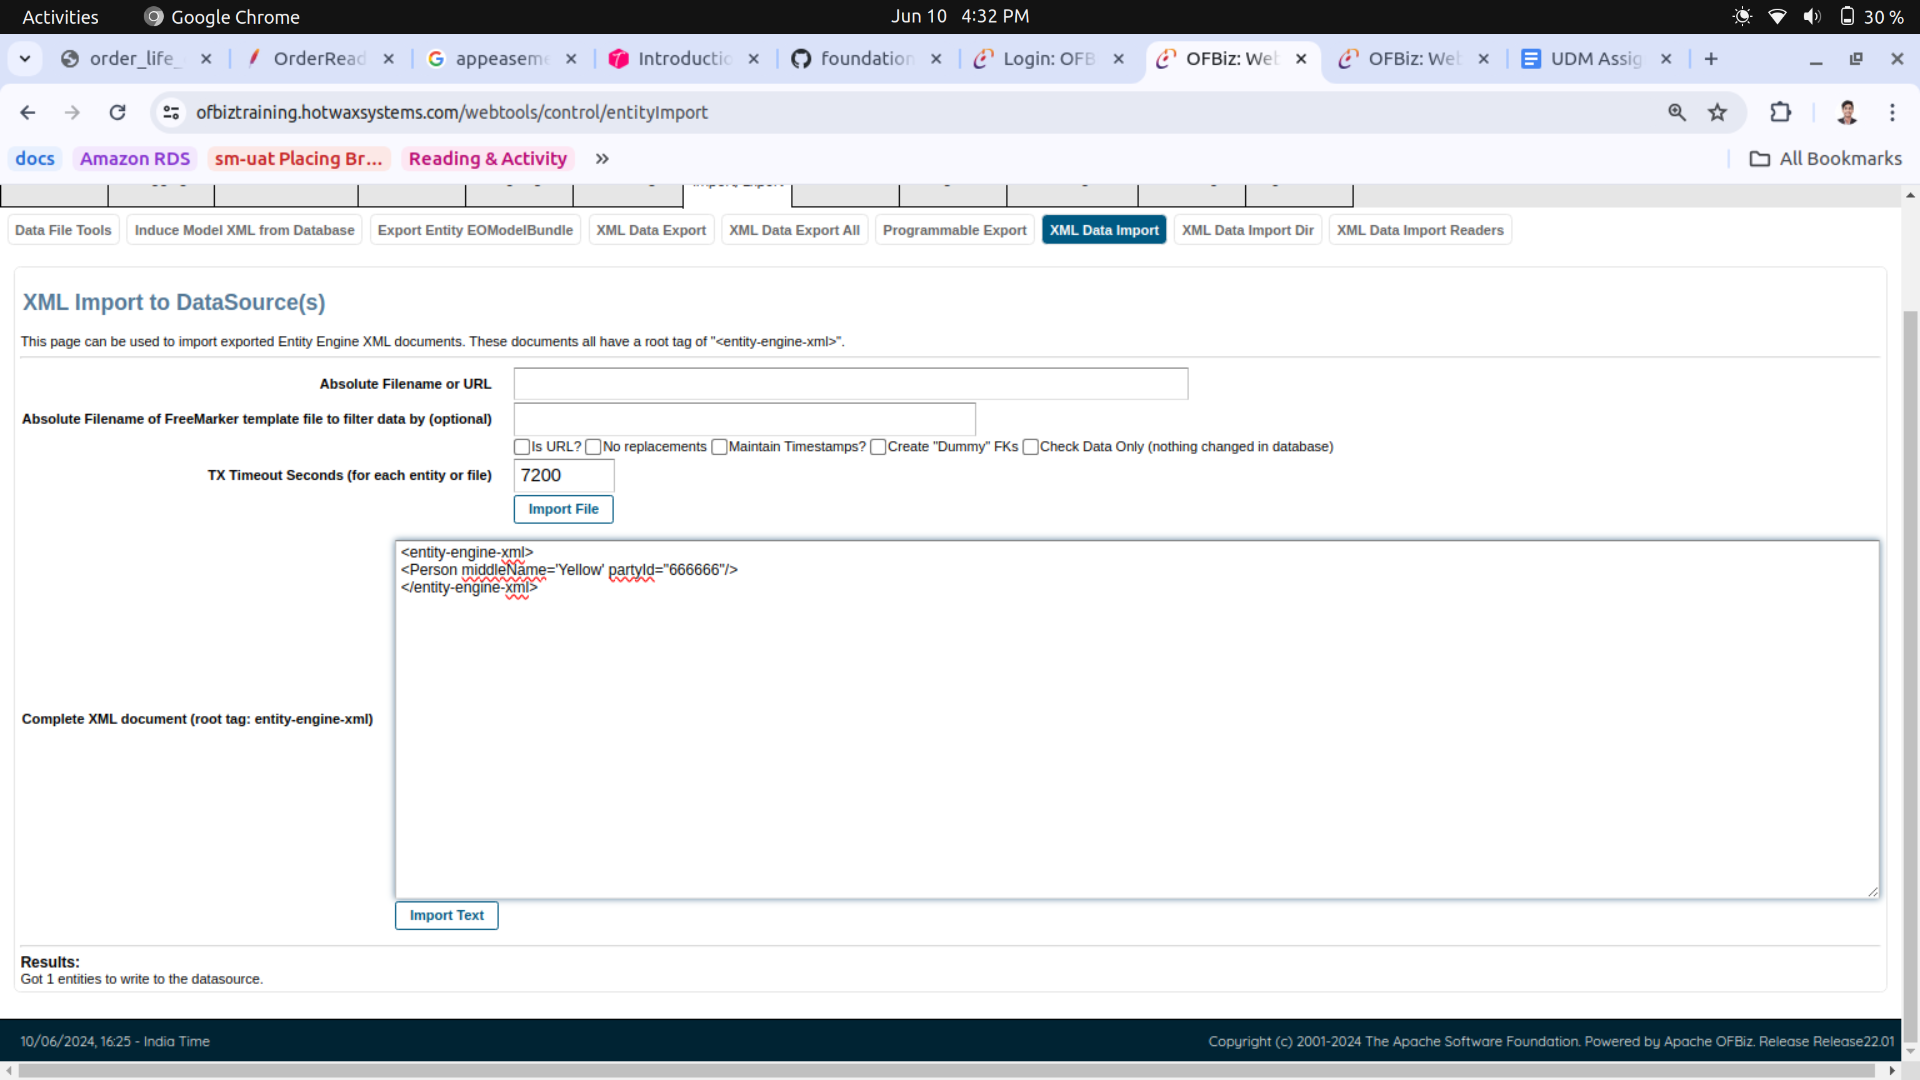 Activities
Google Chrome
Jun 10 4:32 PM
30 %
order_life_
OrderRead
appeaseme
Introductio
foundation
Login: OFB
OFBiz: Web
OFBiz: Web
UDM Assig
ofbiztraining.hotwaxsystems.com/webtools/control/entityImport
docs
Amazon RDS
sm-uat Placing Br...
Reading & Activity
»
All Bookmarks
Data File Tools
Induce Model XML from Database
Export Entity EOModelBundle
XML Data Export
XML Data Export All
Programmable Export
XML Data Import
XML Data Import Dir
XML Data Import Readers
XML Import to DataSource(s)
This page can be used to import exported Entity Engine XML documents. These documents all have a root tag of "<entity-engine-xml>".
Absolute Filename or URL
Absolute Filename of FreeMarker template file to filter data by (optional)
Is URL? No replacements Maintain Timestamps? Create "Dummy" FKs Check Data Only (nothing changed in database)
TX Timeout Seconds (for each entity or file)
7200
Import File
<entity-engine-xml>
<Person middleName='Yellow' partyId="666666"/>
</entity-engine-xml>
Complete XML document (root tag: entity-engine-xml)
Import Text
Results:
Got 1 entities to write to the datasource.
10/06/2024, 16:25 - India Time
Copyright (c) 2001-2024 The Apache Software Foundation. Powered by Apache OFBiz. Release Release22.01